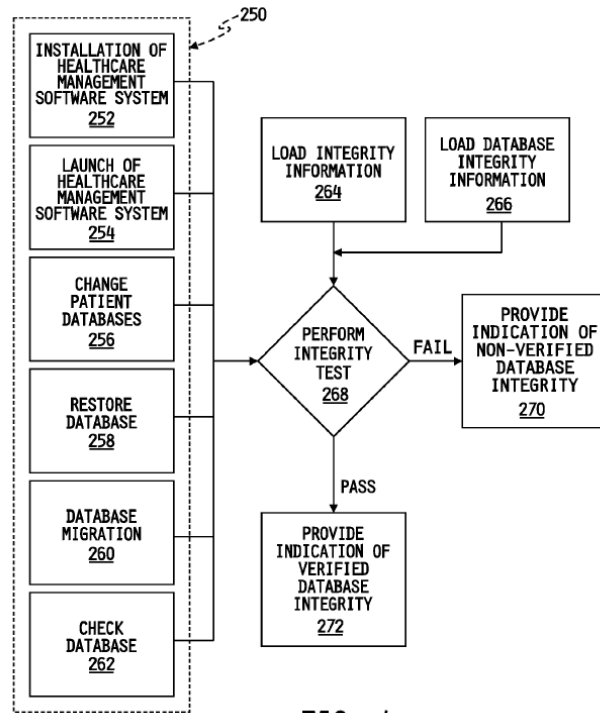 250
INSTALLATION OF
HEALTHCARE
MANAGEMENT
SOFTWARE SYSTEM
252
LAUNCH OF
HEALTHCARE
MANAGEMENT
SOFTWARE SYSTEM
254
CHANGE
PATIENT
DATABASES
256
RESTORE
DATABASE
258
DATABASE
MIGRATION
260
CHECK
DATABASE
262
LOAD INTEGRITY
INFORMATION
264
LOAD DATABASE
INTEGRITY
INFORMATION
266
PERFORM
INTEGRITY
TEST
268
FAIL
PROVIDE
INDICATION OF
NON-VERIFIED
DATABASE
INTEGRITY
270
PASS
PROVIDE
INDICATION OF
VERIFIED
DATABASE
INTEGRITY
272